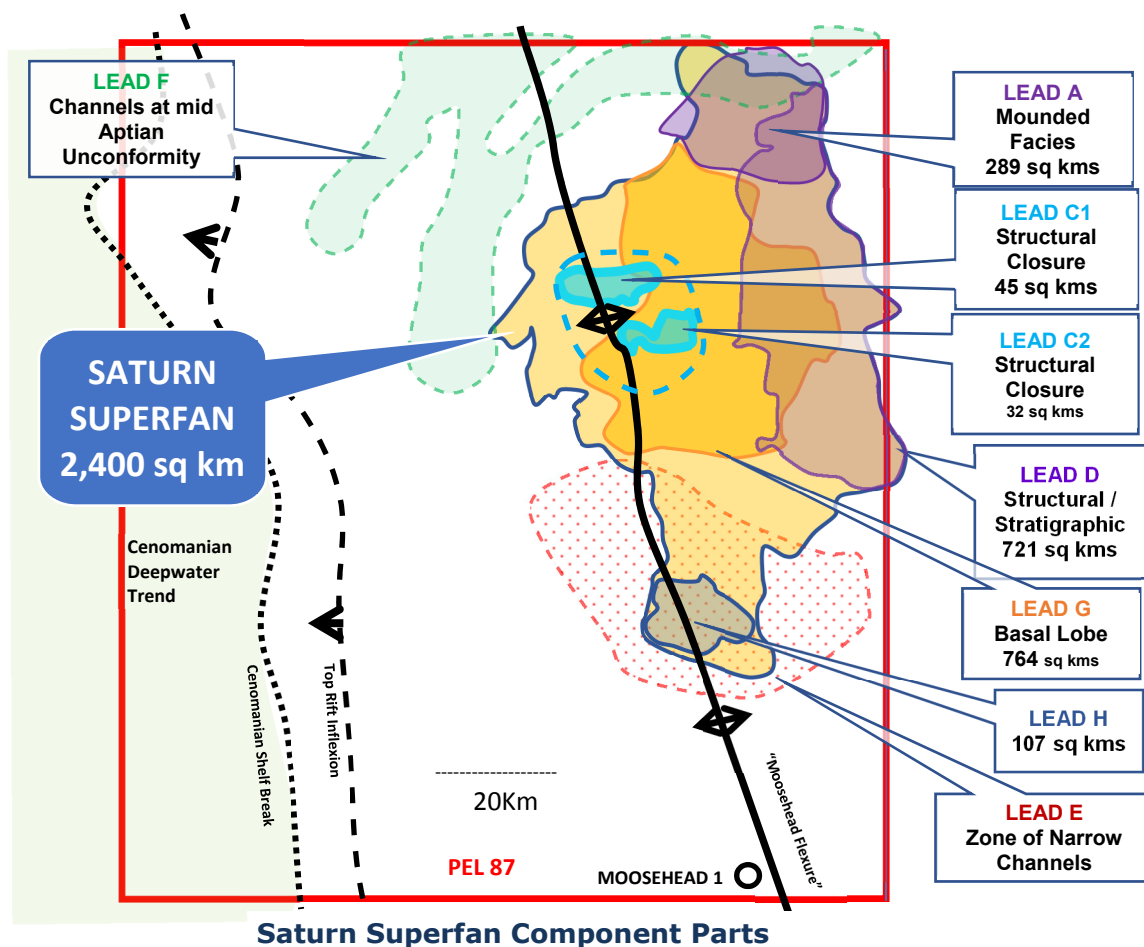 LEAD F
Channels at mid
Aptian
Unconformity
LEAD A
Mounded
Facies
289 sq kms
LEAD C1
Structural
Closure
45 sq kms
LEAD C2
Structural
Closure
32 sq kms
SATURN
SUPERFAN
2,400 sq km
LEAD D
Structural /
Stratigraphic
721 sq kms
Cenomanian
Deepwater
Trend
LEAD G
Basal Lobe
764 sq kms
Cenomanian Shelf Break
Top Rift Inflexion
LEAD H
107 sq kms
20Km
"Moosehead Flexure"
LEAD E
Zone of Narrow
Channels
PEL 87
MOOSEHEAD 1
Saturn Superfan Component Parts